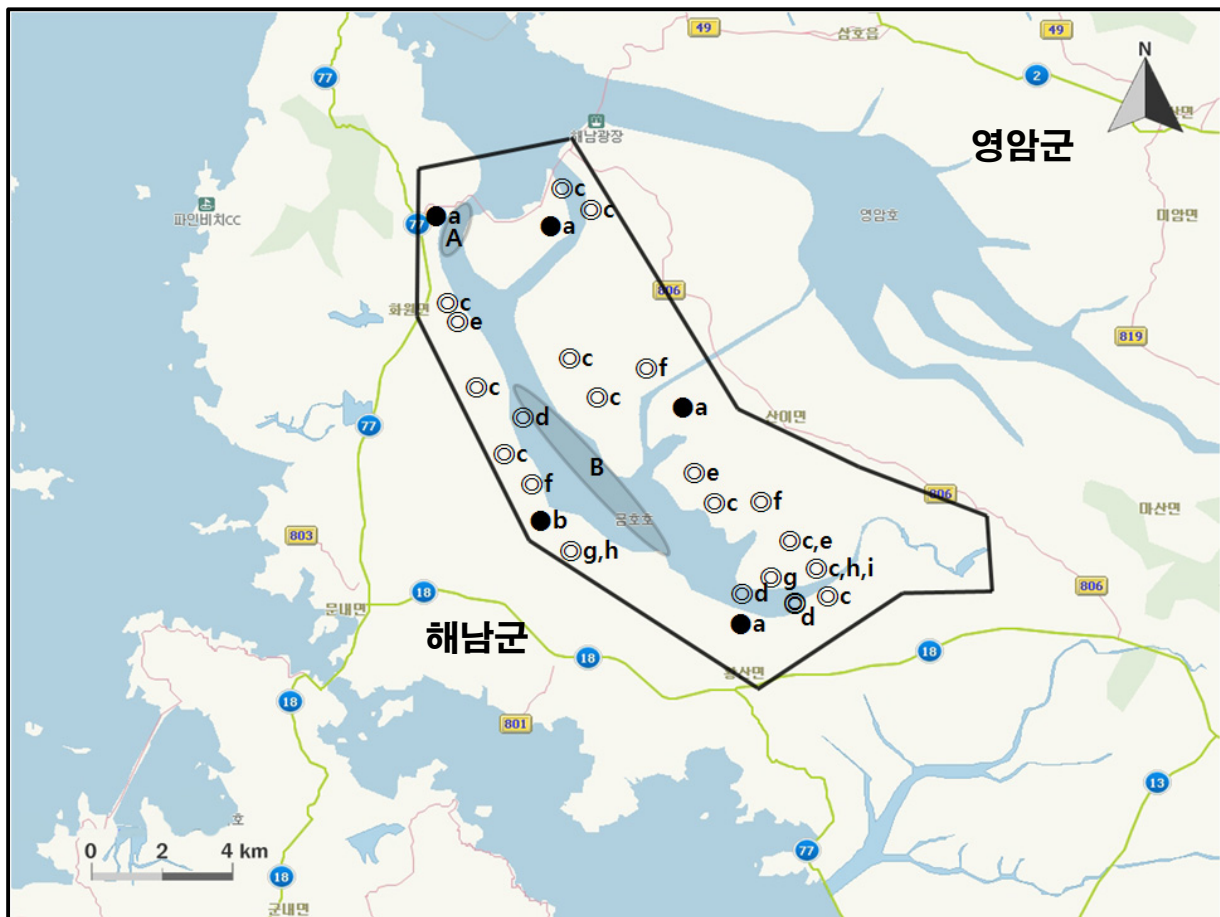 49
삼호읍
49
77
2
N
영암군
해남광장
파인비치CC
영암호
미암면
c
c
a
77
A
a
806
c
화원면
e
819
c
f
c
c
d
a
산이면
77
c
B
e
f
c
f
806
마산면
b
금호호
803
c,e
g,h
c,h,i
g
806
18
d
c
d
문내면
해남군
a
18
18
황산면
18
801
13
호
0 2 4 km
77
18
군내면